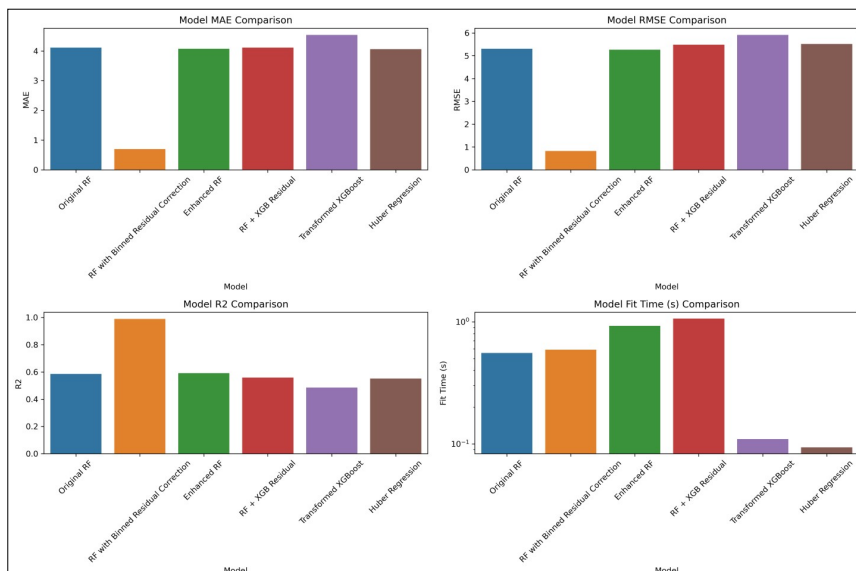 Model MAE Comparison
MAE
4
3
2
1
0
Original RF
RF with Binned Residual Correction
Enhanced RF
RF + XGB Residual
Transformed XGBoost
Huber Regression
Model
Model RMSE Comparison
RMSE
6
5
4
3
2
1
0
Original RF
RF with Binned Residual Correction
Enhanced RF
RF + XGB Residual
Transformed XGBoost
Huber Regression
Model
Model R2 Comparison
R2
1.0
0.8
0.6
0.4
0.2
0.0
Original RF
RF with Binned Residual Correction
Enhanced RF
RF + XGB Residual
Transformed XGBoost
Huber Regression
Model
Model Fit Time (s) Comparison
Fit Time (s)
10⁰
10⁻¹
Original RF
RF with Binned Residual Correction
Enhanced RF
RF + XGB Residual
Transformed XGBoost
Huber Regression
Model